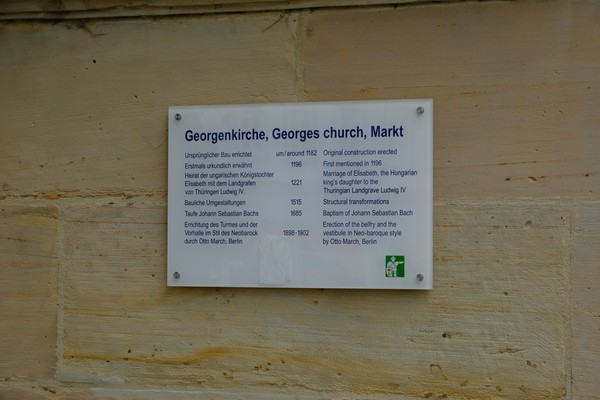 Georgenkirche, Georges church, Markt
Ursprünglicher Bau errichtet um/around 1182 Original construction erected
Erstmals urkundlich erwähnt 1196 First mentioned in 1196
Heirat der ungarischen Königstochter Marriage of Elisabeth, the Hungarian
Elisabeth mit dem Landgrafen 1221 king's daughter to the
von Thüringen Ludwig IV. Thuringian Landgrave Ludwig IV
Bauliche Umgestaltungen 1515 Structural transformations
Taufe Johann Sebastian Bachs 1685 Baptism of Johann Sebastian Bach
Errichtung des Turmes und der Erection of the belfry and the
Vorhalle im Stil des Neobarock 1898-1902 vestibule in Neo-baroque style
durch Otto March, Berlin by Otto March, Berlin